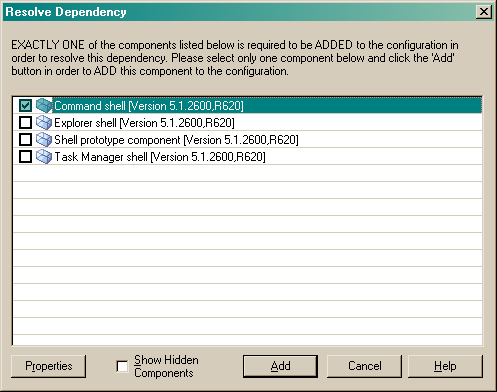 Resolve Dependency
EXACTLY ONE of the components listed below is required to be ADDED to the configuration in
order to resolve this dependency. Please select only one component below and click the 'Add'
button in order to ADD this component to the configuration.
Command shell [Version 5.1.2600,R620]
Explorer shell [Version 5.1.2600,R620]
Shell prototype component [Version 5.1.2600,R620]
Task Manager shell [Version 5.1.2600,R620]
Properties
Show Hidden
Components
Add
Cancel
Help